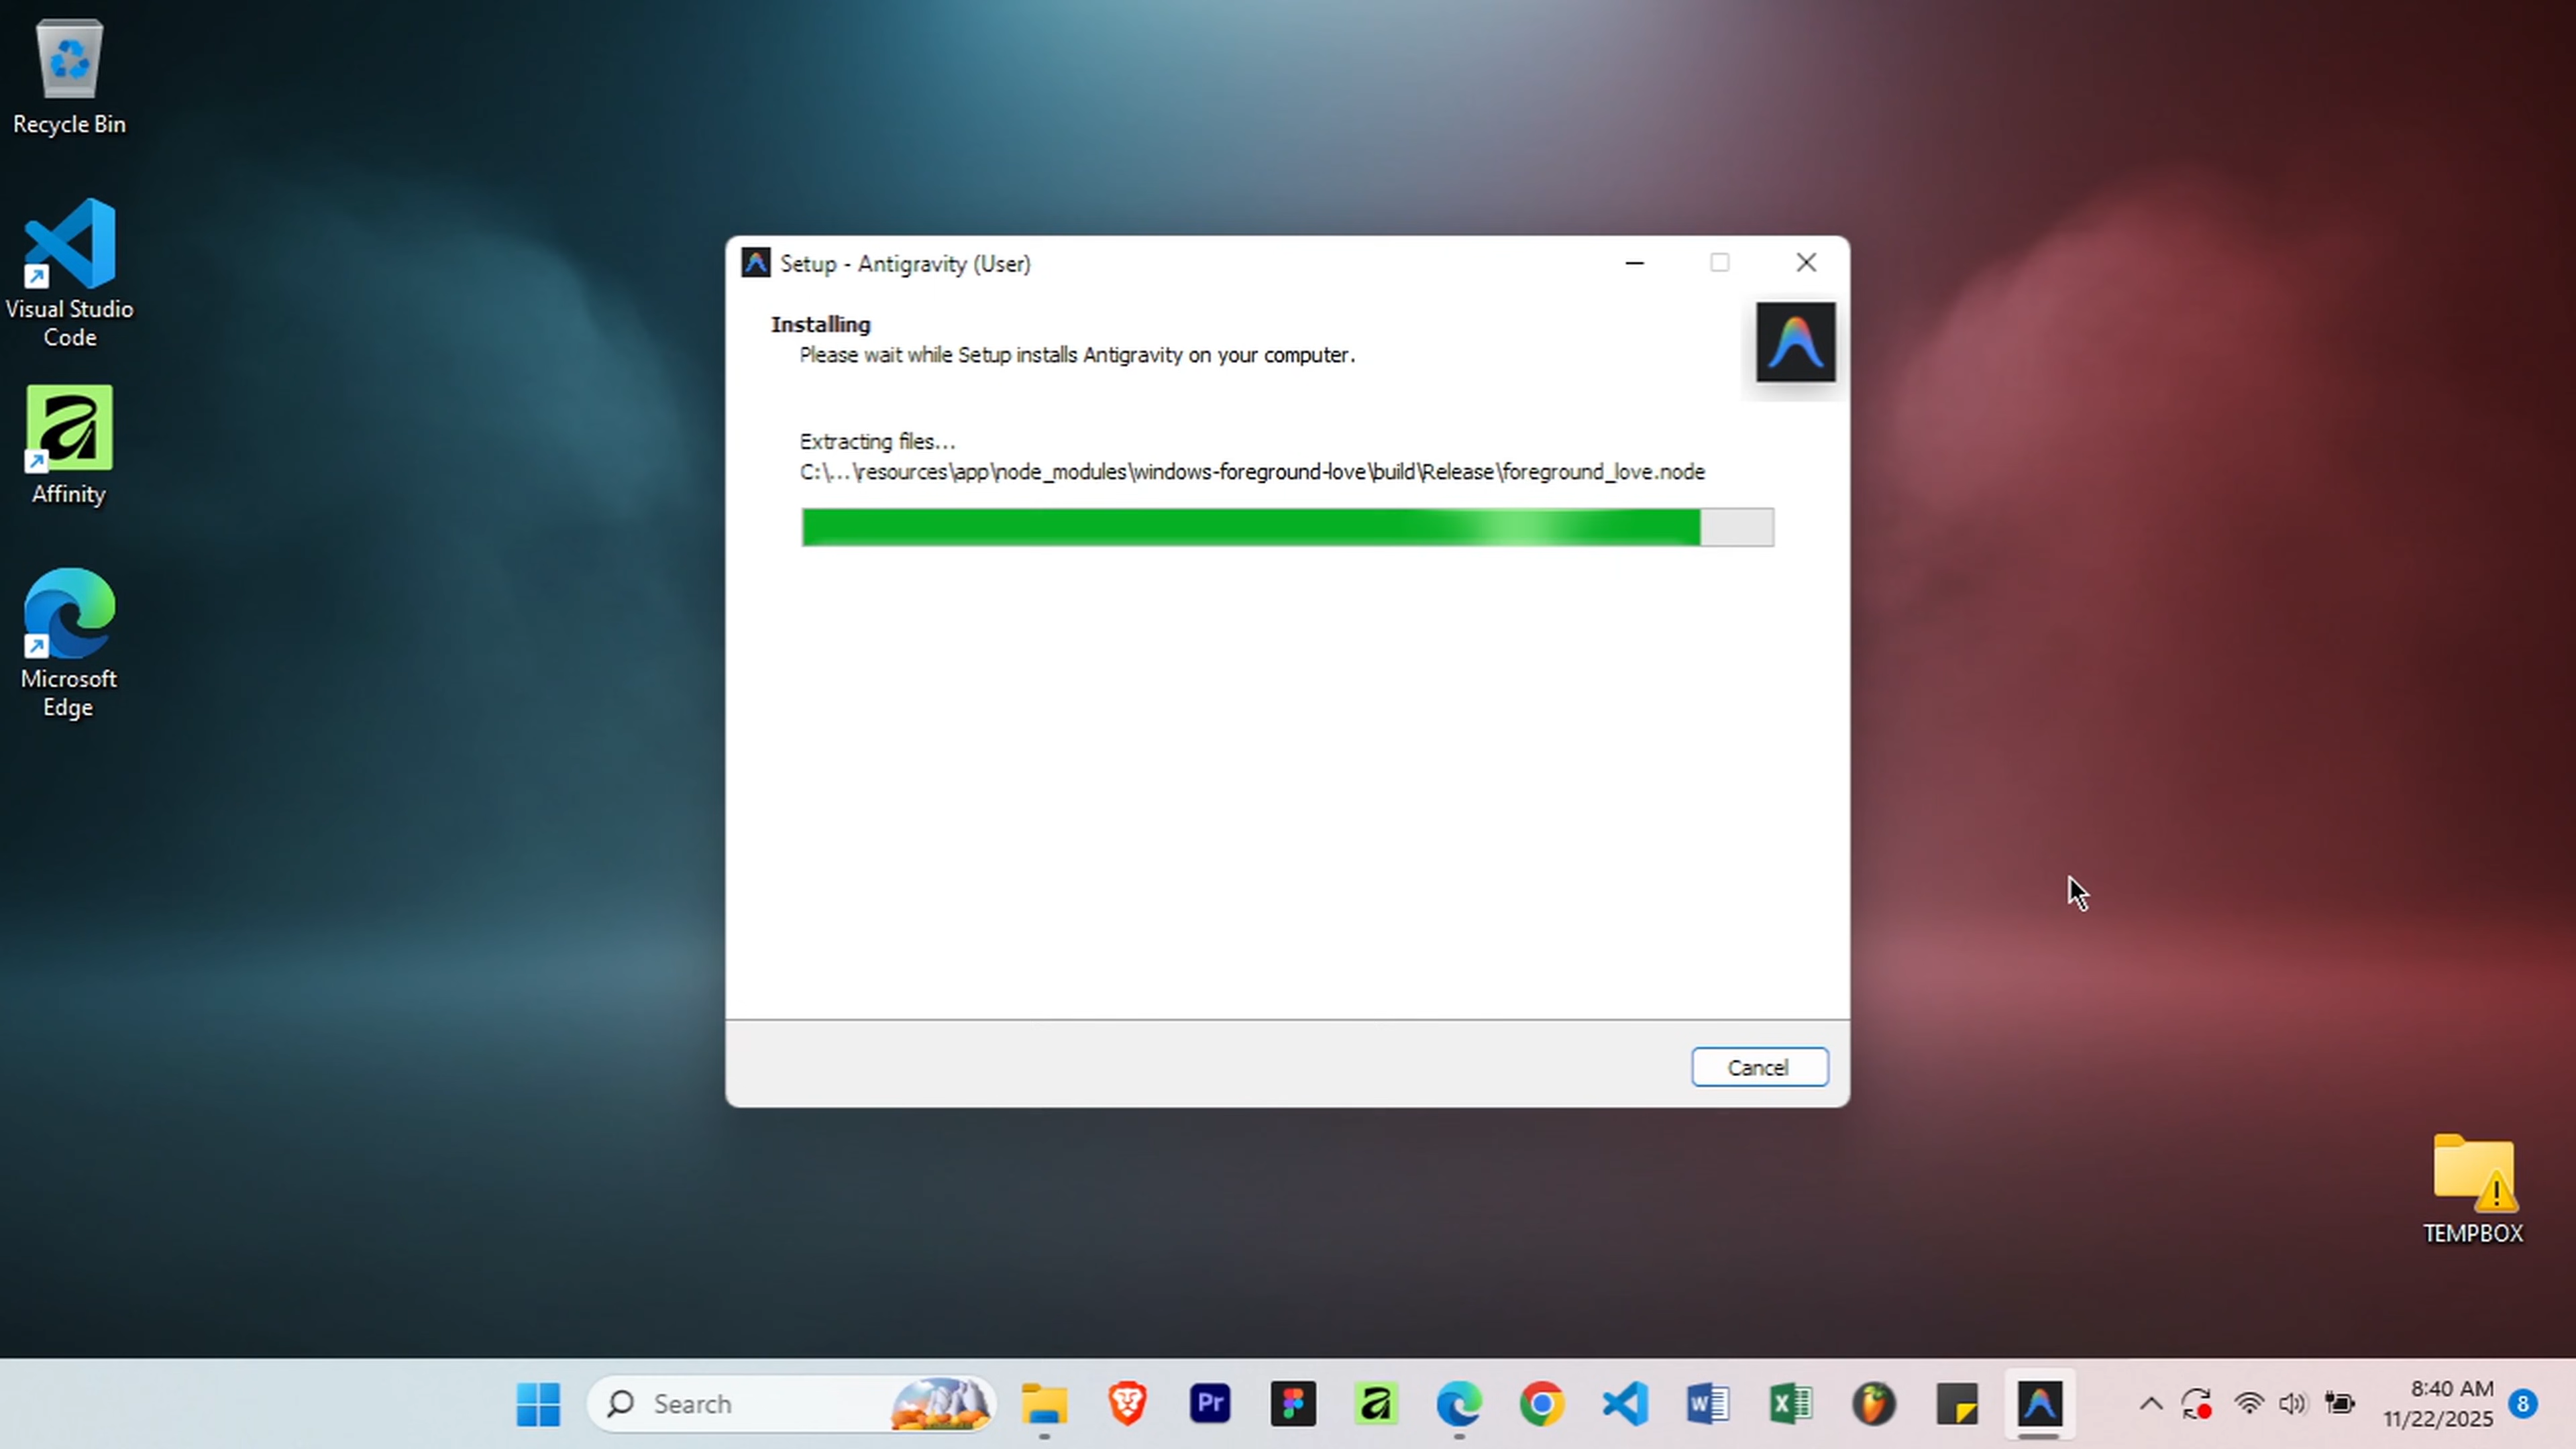 Recycle Bin
Visual Studio
Code
Affinity
Microsoft
Edge
Setup - Antigravity (User)
Installing
Please wait while Setup installs Antigravity on your computer.
Extracting files...
C:\...\resources\app\node_modules\windows-foreground-love\build\Release\foreground_love.node
Cancel
TEMPBOX
Search
Pr
8:40 AM
11/22/2025
8